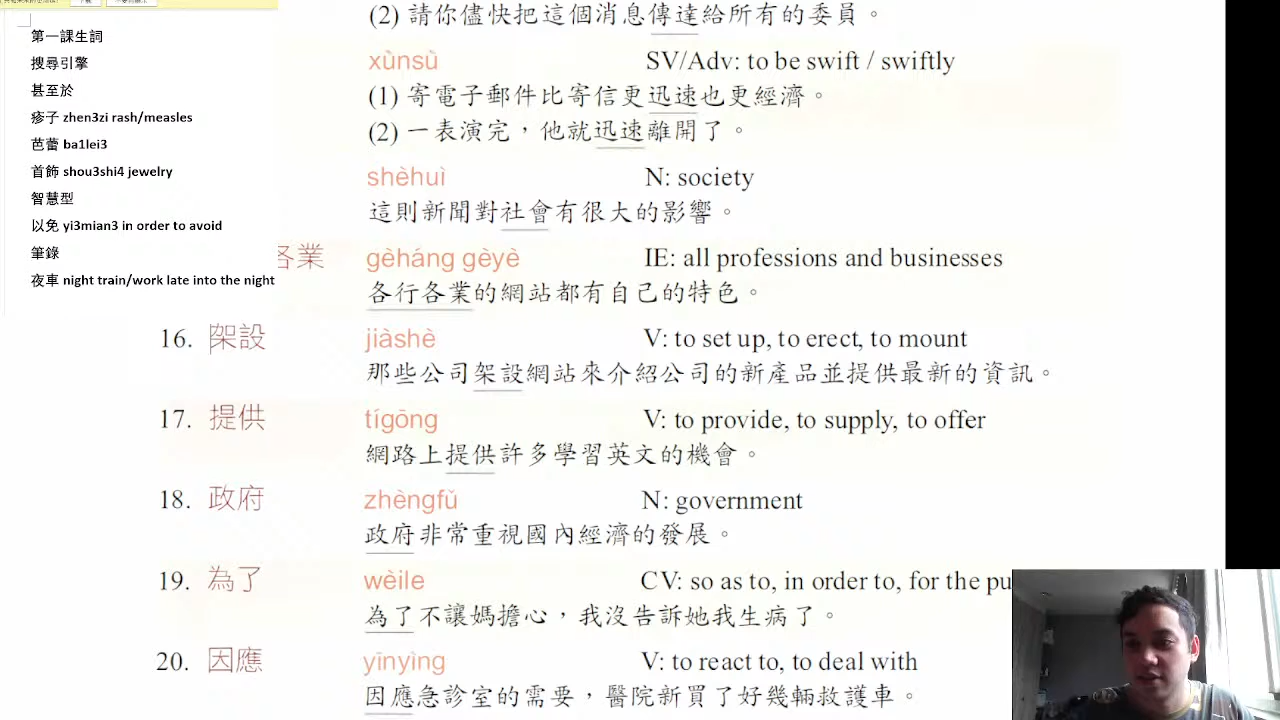 第一課生詞
搜尋引擎
甚至於
疹子 zhen3zi rash/measles
芭蕾 ba1lei3
首飾 shou3shi4 jewelry
智慧型
以免 yi3mian3 in order to avoid
筆錄
夜車 night train/work late into the night
(2) 請你儘快把這個消息傳達給所有的委員。
xùnsù SV/Adv: to be swift / swiftly
(1) 寄電子郵件比寄信更迅速也更經濟。
(2) 一表演完，他就迅速離開了。
shèhuì N: society
這則新聞對社會有很大的影響。
各業 gèháng gèyè IE: all professions and businesses
各行各業的網站都有自己的特色。
16. 架設 jiàshè V: to set up, to erect, to mount
那些公司架設網站來介紹公司的新產品並提供最新的資訊。
17. 提供 tígōng V: to provide, to supply, to offer
網路上提供許多學習英文的機會。
18. 政府 zhèngfǔ N: government
政府非常重視國內經濟的發展。
19. 為了 wèile CV: so as to, in order to, for the pu
為了不讓媽擔心，我沒告訴她我生病了。
20. 因應 yīnyìng V: to react to, to deal with
因應急診室的需要，醫院新買了好幾輛救護車。